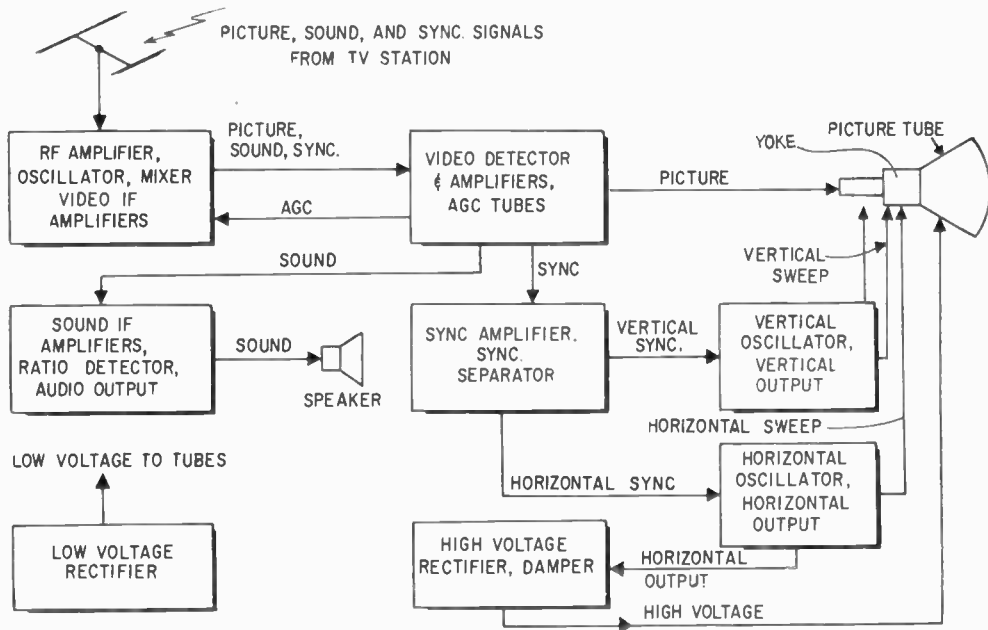 PICTURE, SOUND, AND SYNC. SIGNALS
FROM TV STATION
RF AMPLIFIER,
OSCILLATOR, MIXER
VIDEO IF
AMPLIFIERS
PICTURE,
SOUND, SYNC.
AGC
VIDEO DETECTOR
& AMPLIFIERS,
AGC TUBES
PICTURE
YOKE
PICTURE TUBE
VERTICAL
SWEEP
SOUND
SYNC
SOUND IF
AMPLIFIERS,
RATIO DETECTOR,
AUDIO OUTPUT
SOUND
SPEAKER
SYNC AMPLIFIER.
SYNC.
SEPARATOR
VERTICAL
SYNC.
VERTICAL
OSCILLATOR,
VERTICAL
OUTPUT
HORIZONTAL SWEEP
LOW VOLTAGE TO TUBES
LOW VOLTAGE
RECTIFIER
HORIZONTAL SYNC
HORIZONTAL
OSCILLATOR,
HORIZONTAL
OUTPUT
HIGH VOLTAGE
RECTIFIER, DAMPER
HORIZONTAL
OUTPUT
HIGH VOLTAGE